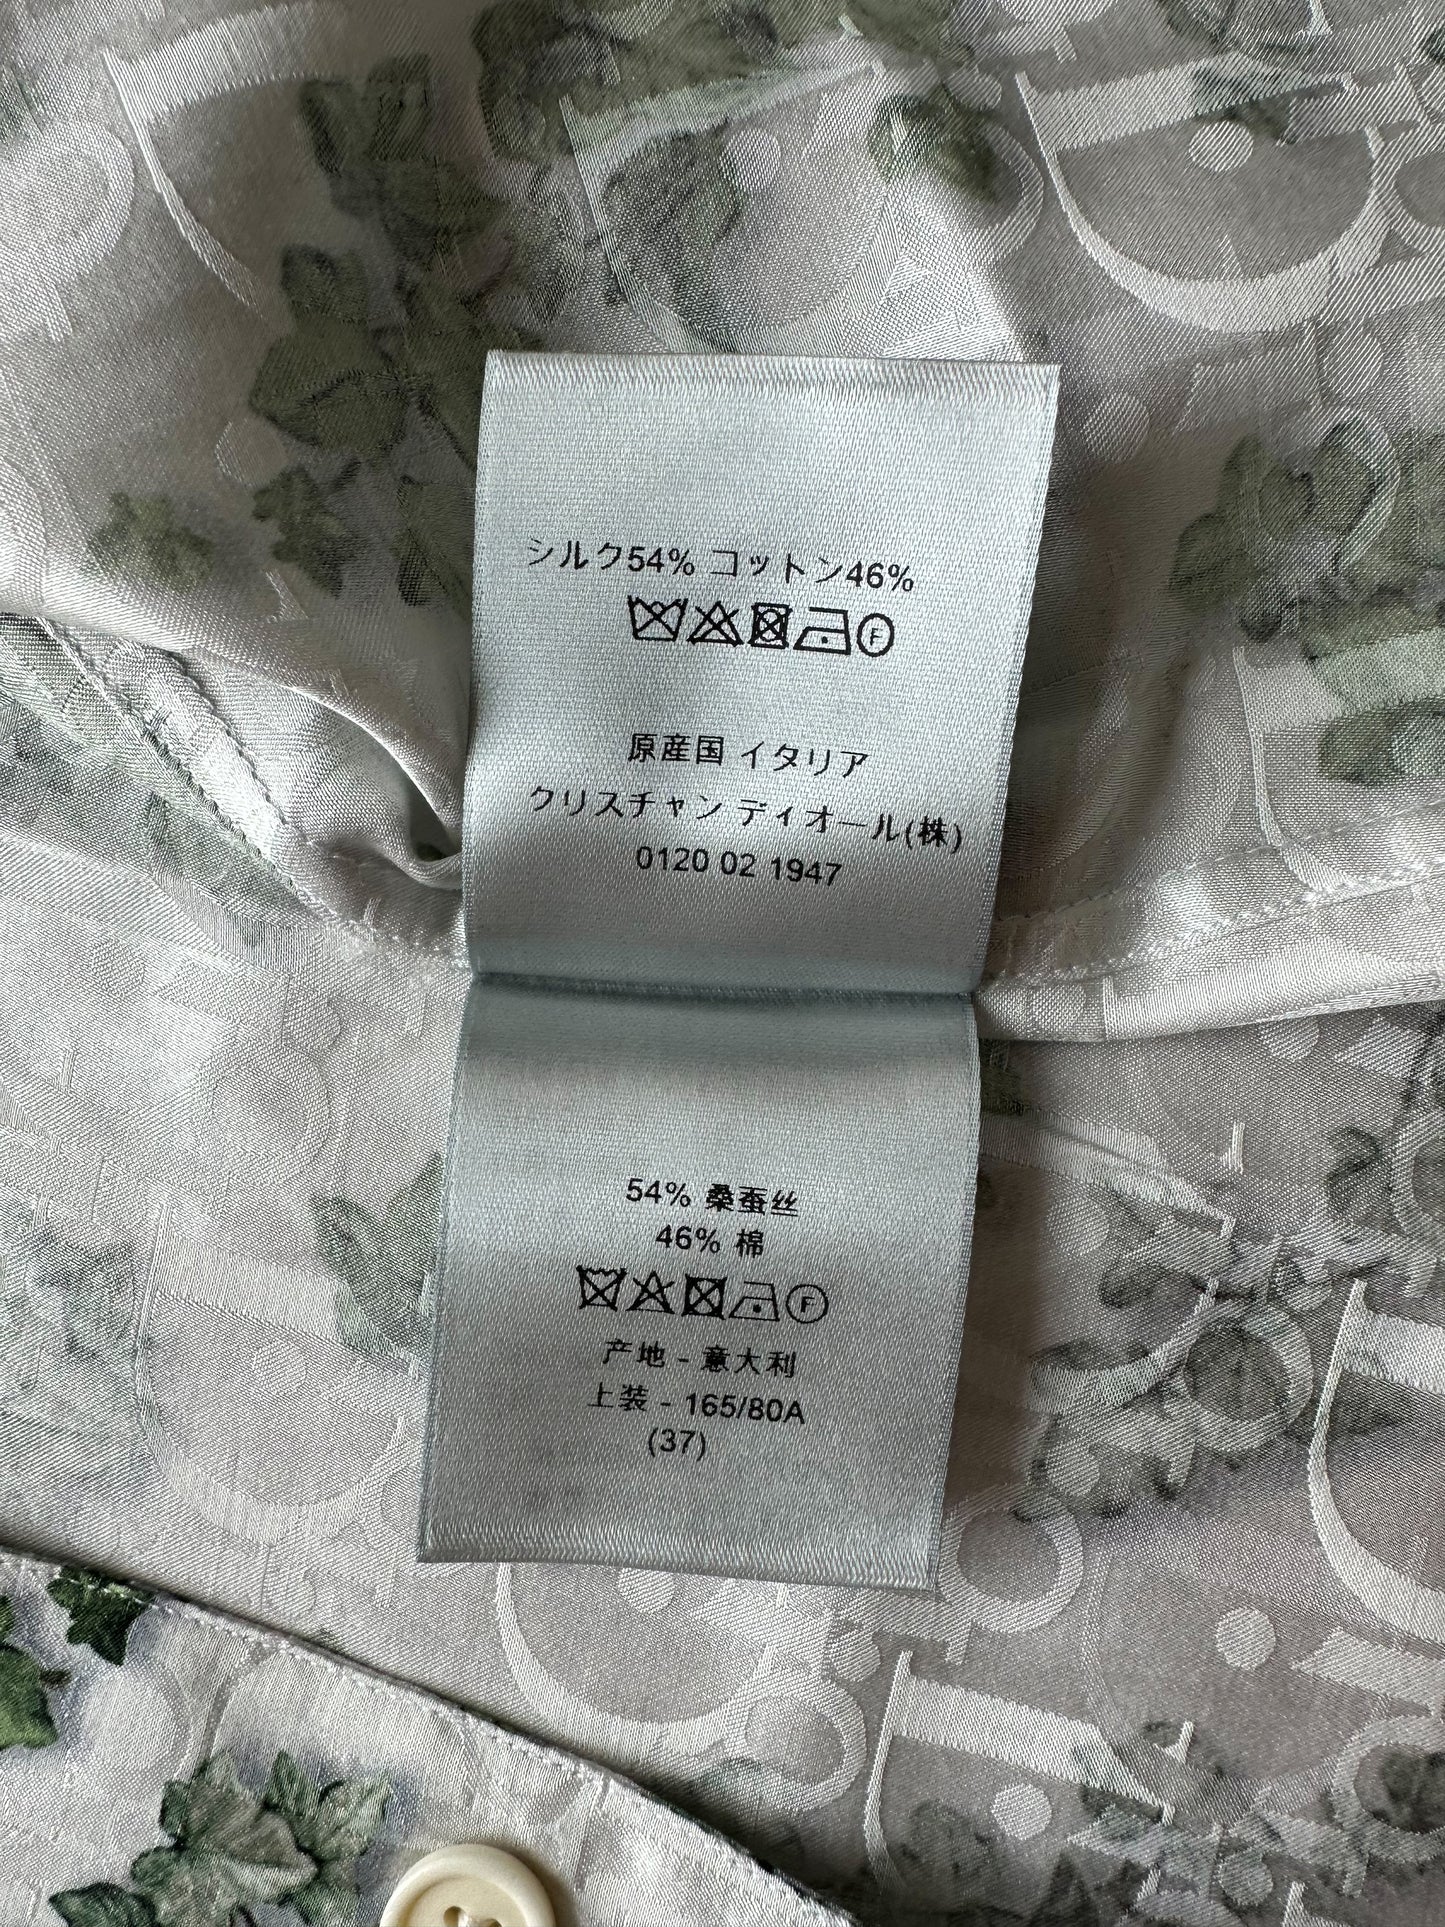 シルク54% コットン46%
F
原産国 イタリア
クリスチャン ディオール(株)
0120 02 1947
54% 桑蚕丝
46% 棉
F
产地 - 意大利
上装 - 165/80A
(37)